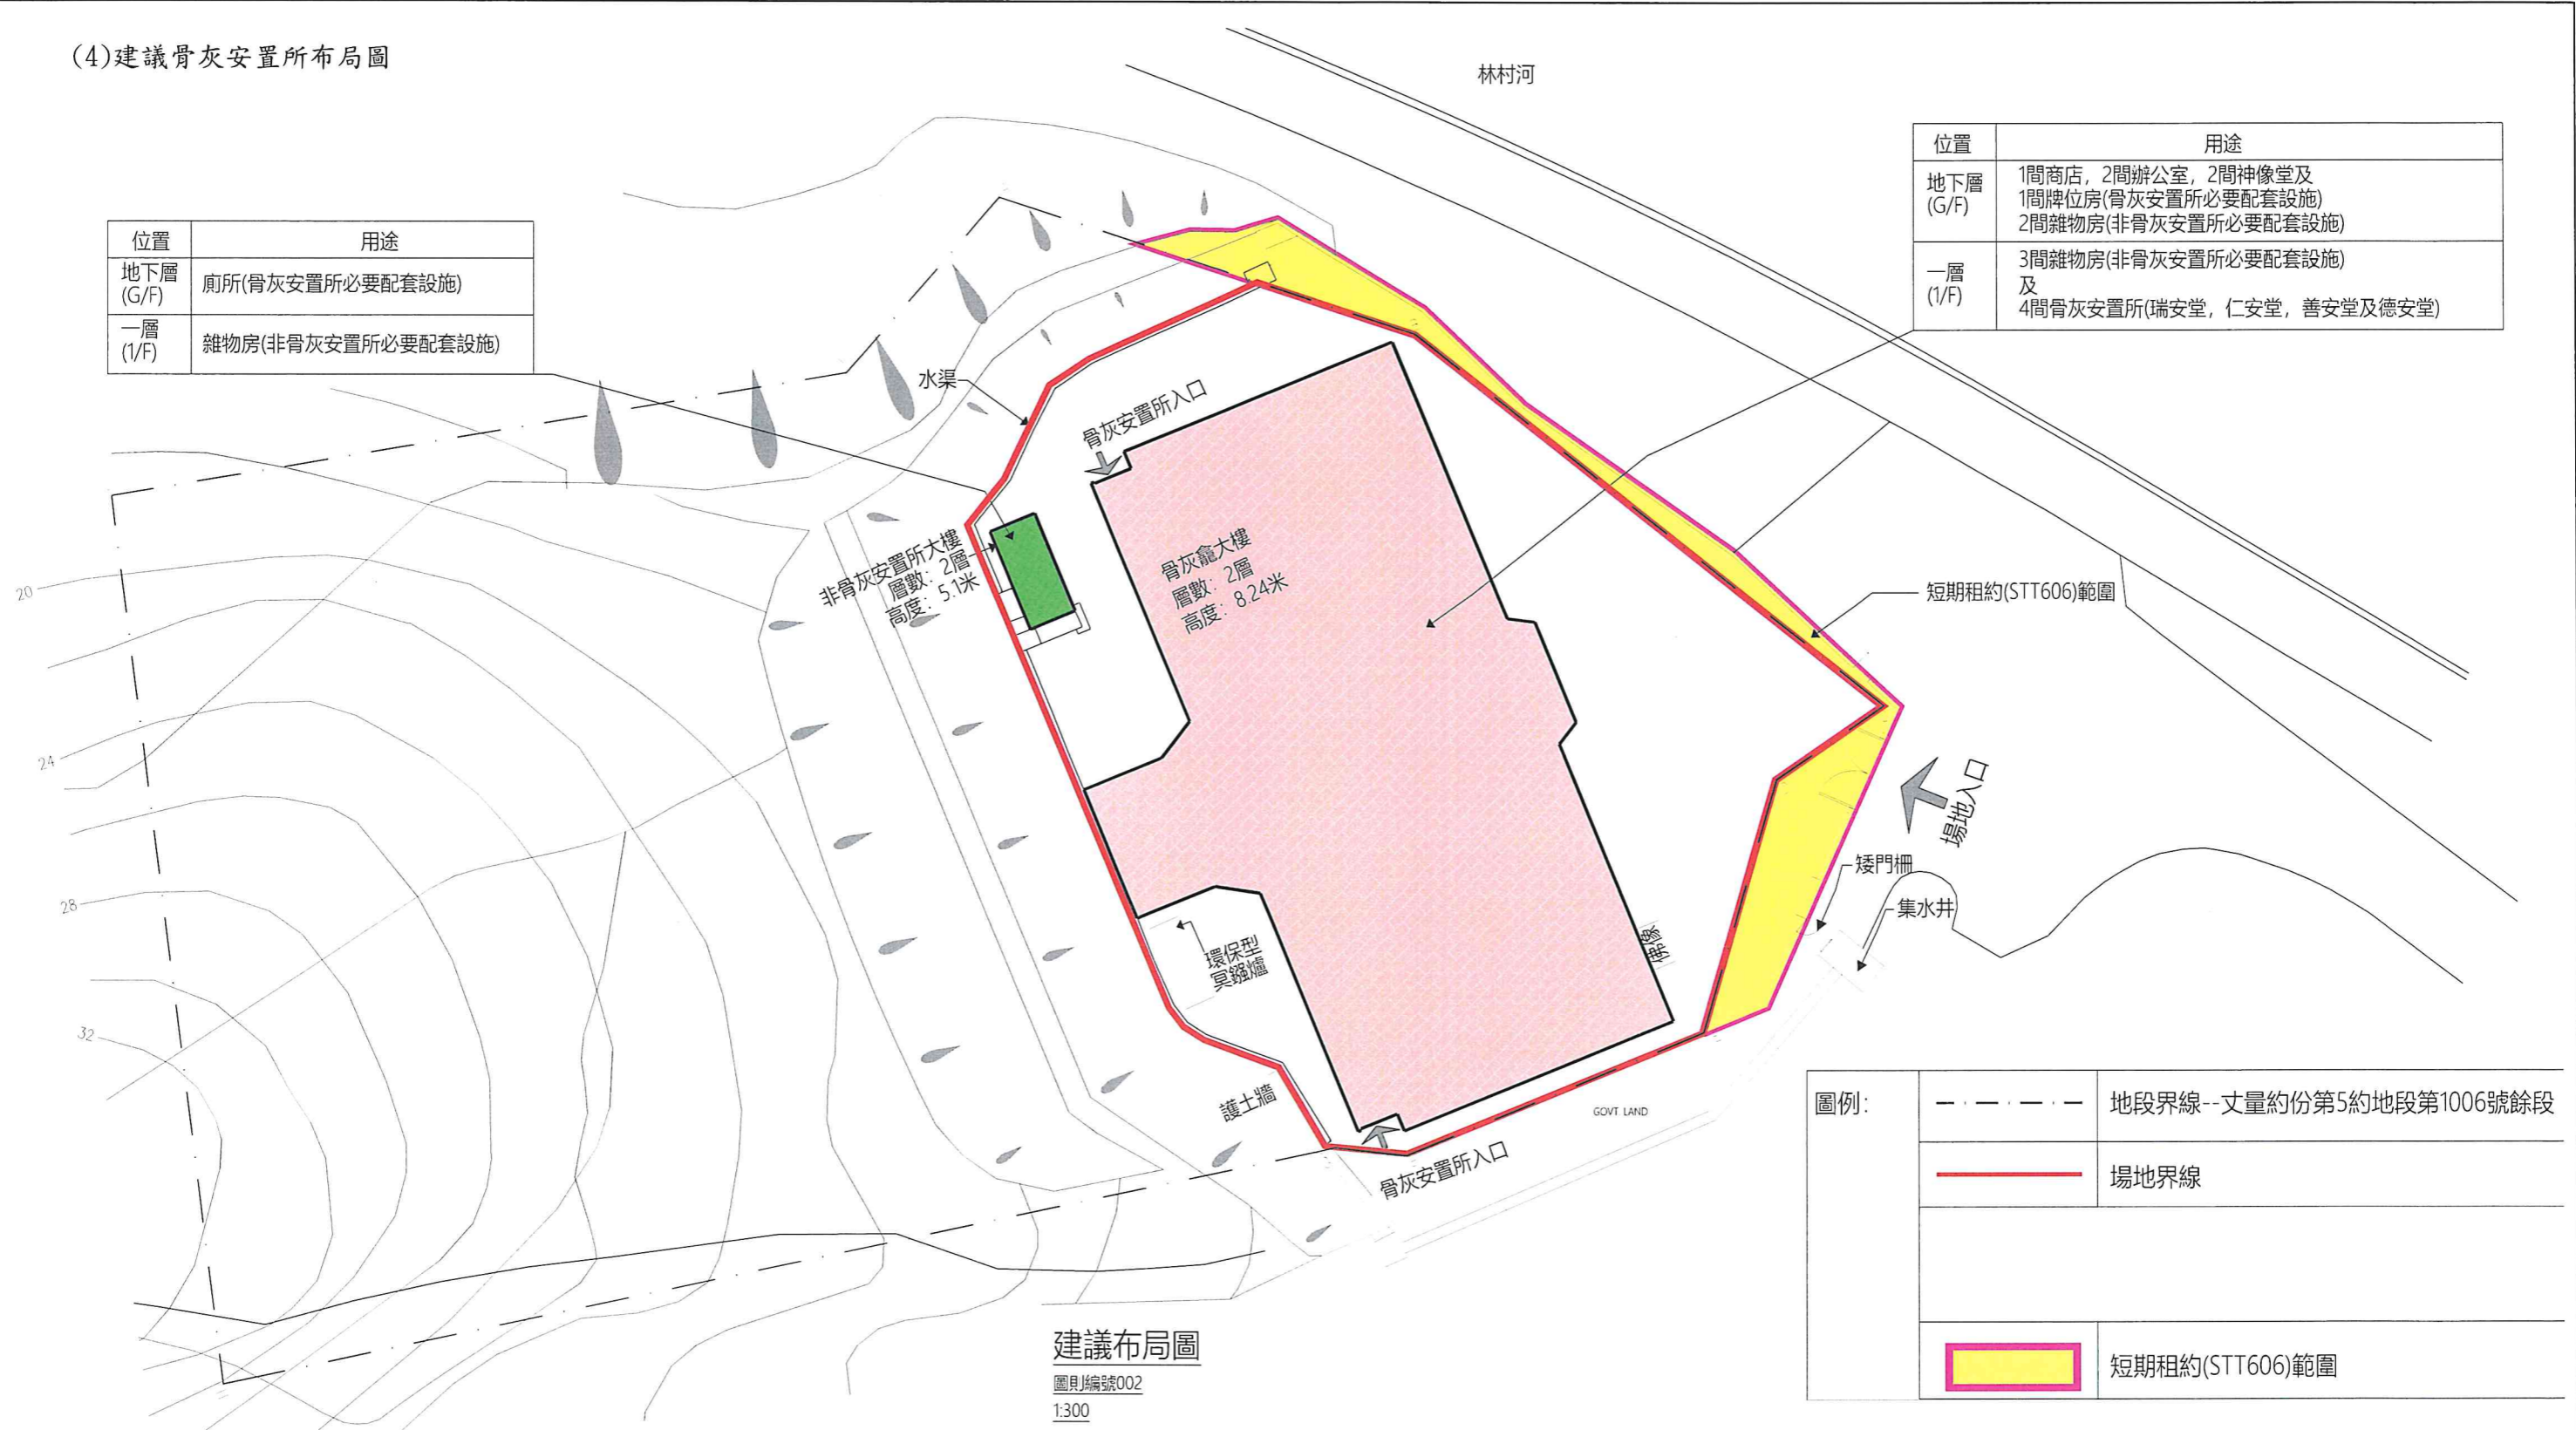 (4)建議骨灰安置所布局圖
林村河
位置
用途
地下層
(G/F)
廁所(骨灰安置所必要配套設施)
一層
(1/F)
雜物房(非骨灰安置所必要配套設施)
位置
用途
地下層
(G/F)
1間商店，2間辦公室，2間神像堂及
1間牌位房(骨灰安置所必要配套設施)
2間雜物房(非骨灰安置所必要配套設施)
一層
(1/F)
3間雜物房(非骨灰安置所必要配套設施)
及
4間骨灰安置所(瑞安堂，仁安堂，善安堂及德安堂)
水渠
骨灰安置所入口
非骨灰安置所大樓
層數：2層
高度：5.1米
骨灰龕大樓
層數：2層
高度：8.24米
短期租約(STT606)範圍
場地入口
矮門柵
集水井
佛像
環保型
冥鏹爐
護土牆
骨灰安置所入口
GOVT LAND
20
24
28
32
圖例：
地段界線--丈量約份第5約地段第1006號餘段
場地界線
短期租約(STT606)範圍
建議布局圖
圖則編號002
1:300